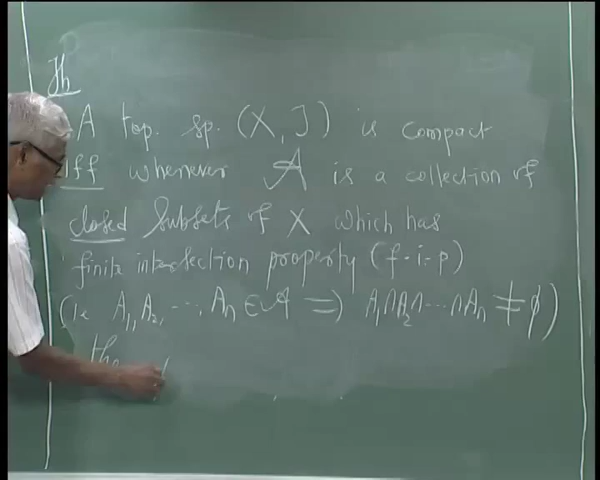 Th
A top. sp. (X, J) is compact
iff whenever 𝒜 is a collection of
closed subsets of X which has
finite intersection property (f.i.p)
(i.e A₁, A₂, ..., Aₙ ∈ 𝒜 ⇒ A₁∩A₂∩...∩Aₙ ≠ ϕ)
the